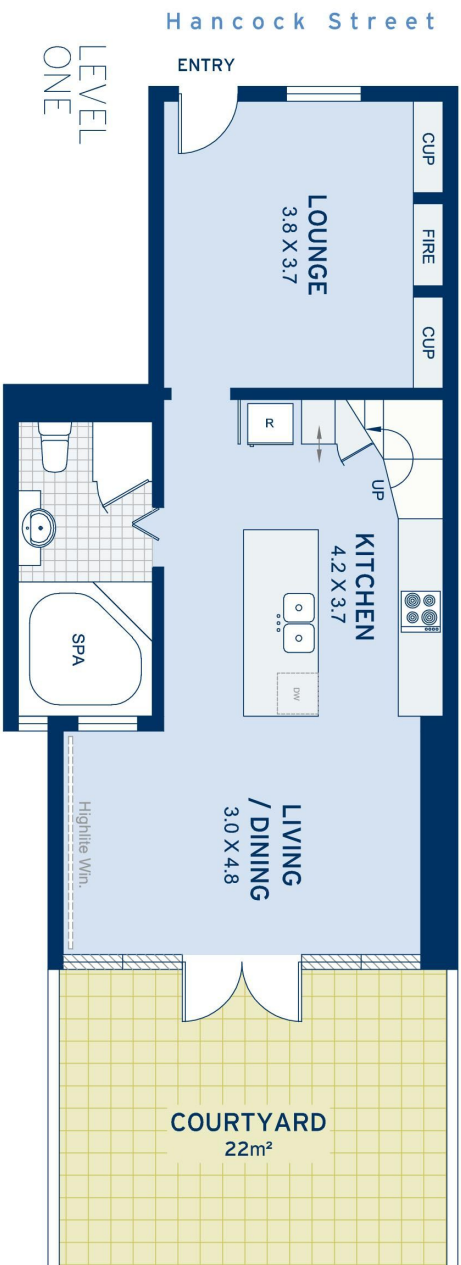 Hancock Street
ENTRY
LEVEL
ONE
CUP
LOUNGE
3.8 X 3.7
FIRE
CUP
R
UP
KITCHEN
4.2 X 3.7
SPA
DW
Highlite Win.
LIVING
/ DINING
3.0 X 4.8
COURTYARD
22m²